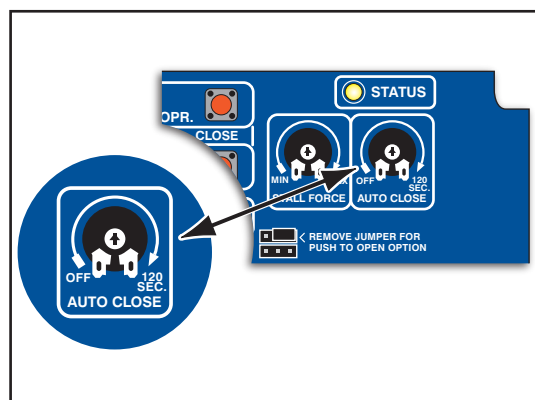 STATUS
OPR.
CLOSE
MIN
OFF
120
SEC.
STALL FORCE
AUTO CLOSE
REMOVE JUMPER FOR
PUSH TO OPEN OPTION
OFF
120
SEC.
AUTO CLOSE